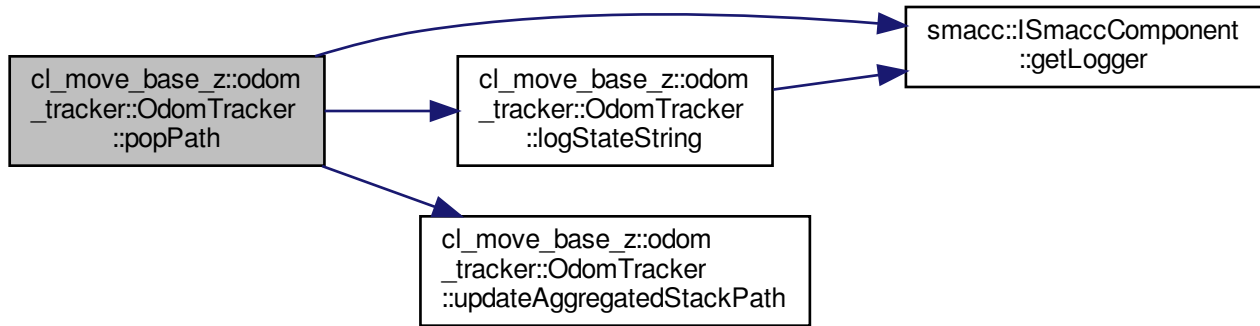 cl_move_base_z::odom
_tracker::OdomTracker
::popPath
cl_move_base_z::odom
_tracker::OdomTracker
::logStateString
smacc::ISmaccComponent
::getLogger
cl_move_base_z::odom
_tracker::OdomTracker
::updateAggregatedStackPath